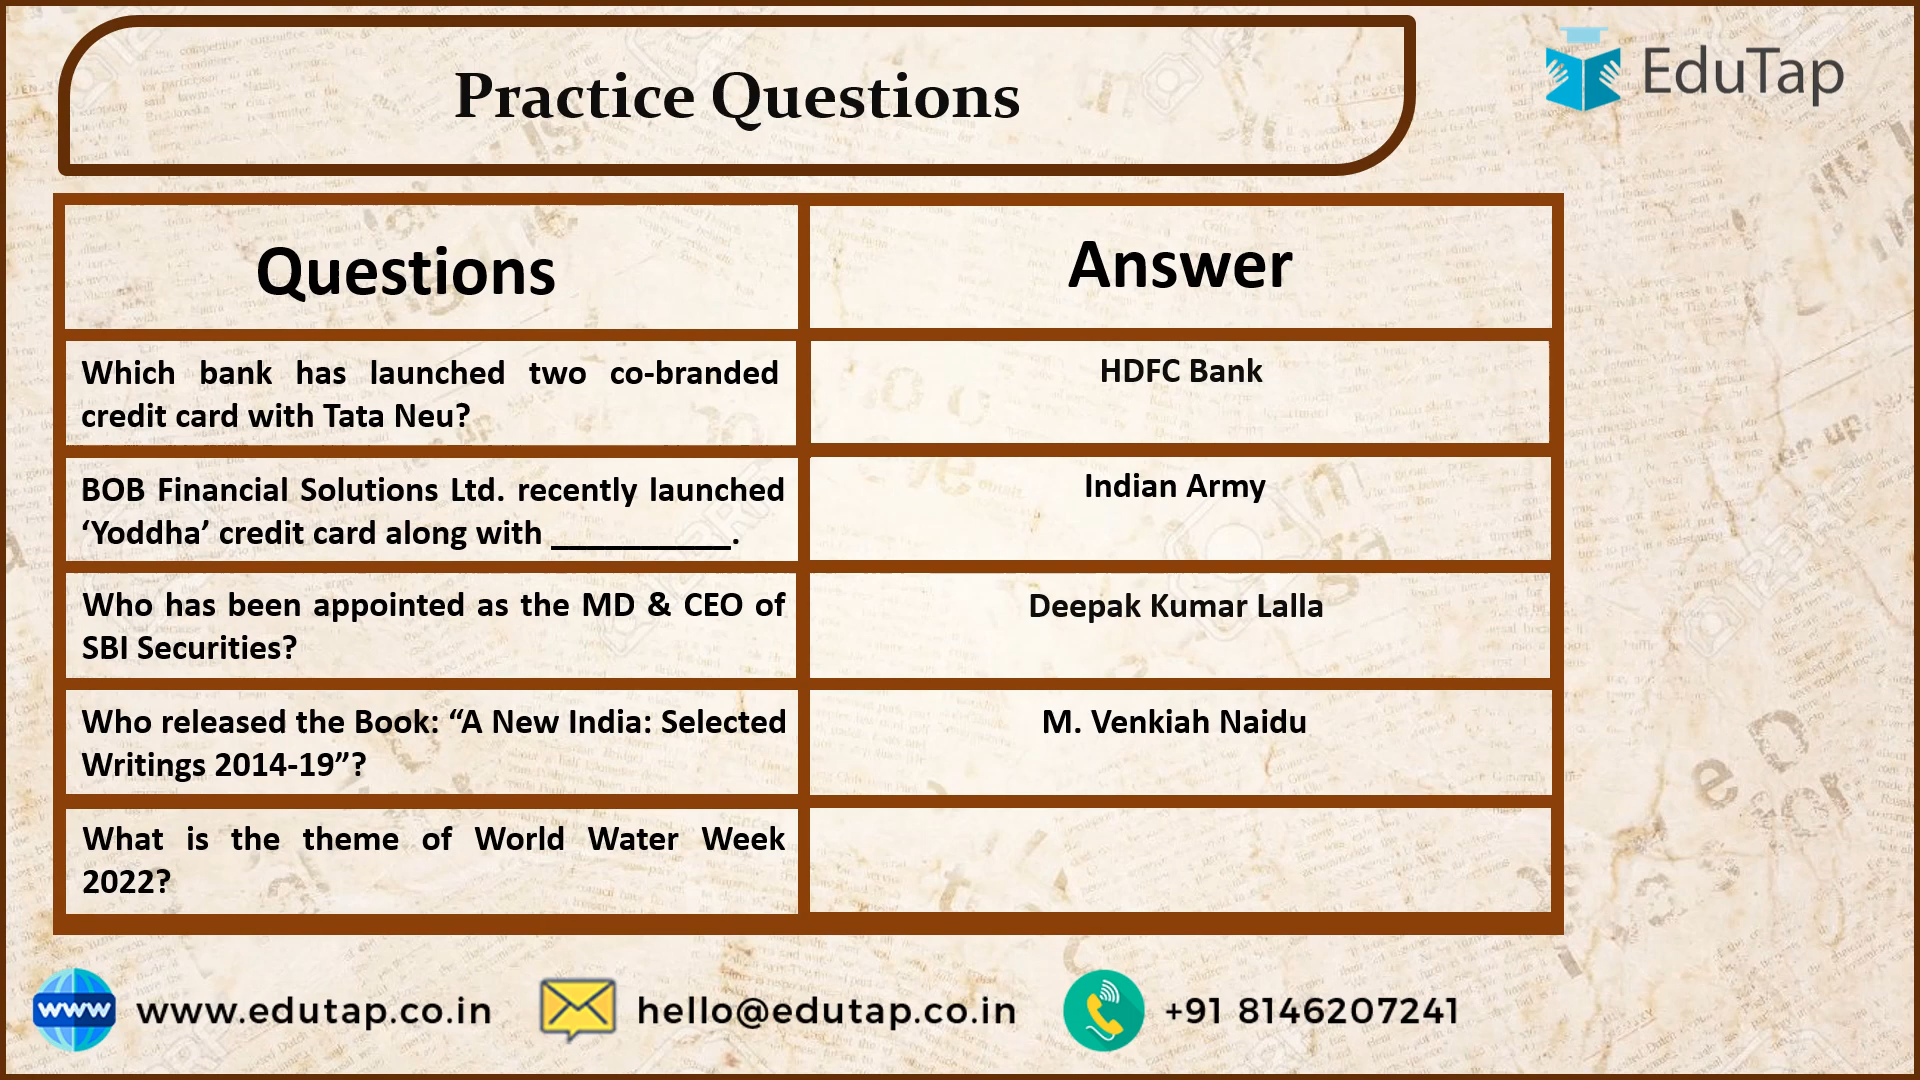 Practice Questions
EduTap
Questions
Answer
Which bank has launched two co-branded
credit card with Tata Neu?
HDFC Bank
BOB Financial Solutions Ltd. recently launched
‘Yoddha’ credit card along with __________.
Indian Army
Who has been appointed as the MD & CEO of
SBI Securities?
Deepak Kumar Lalla
Who released the Book: “A New India: Selected
Writings 2014-19”?
M. Venkiah Naidu
What is the theme of World Water Week
2022?
www
www.edutap.co.in
hello@edutap.co.in
+91 8146207241